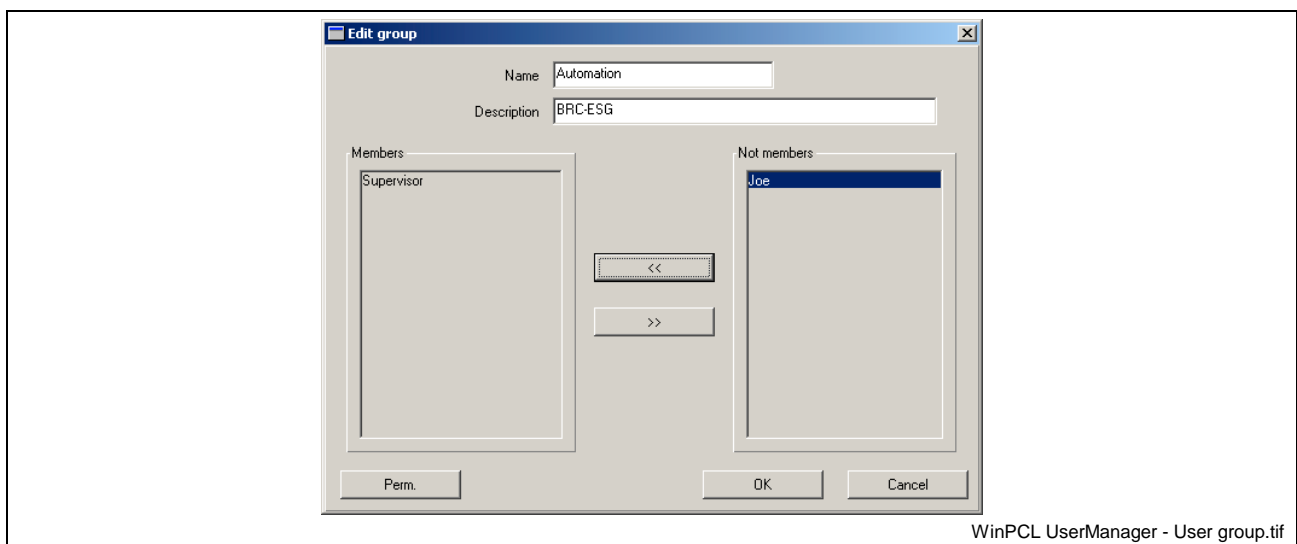 Edit group
Name Automation
Description BRC-ESG
Members Not members
Supervisor Joe
<<
>>
Perm. OK Cancel
WinPCL UserManager - User group.tif